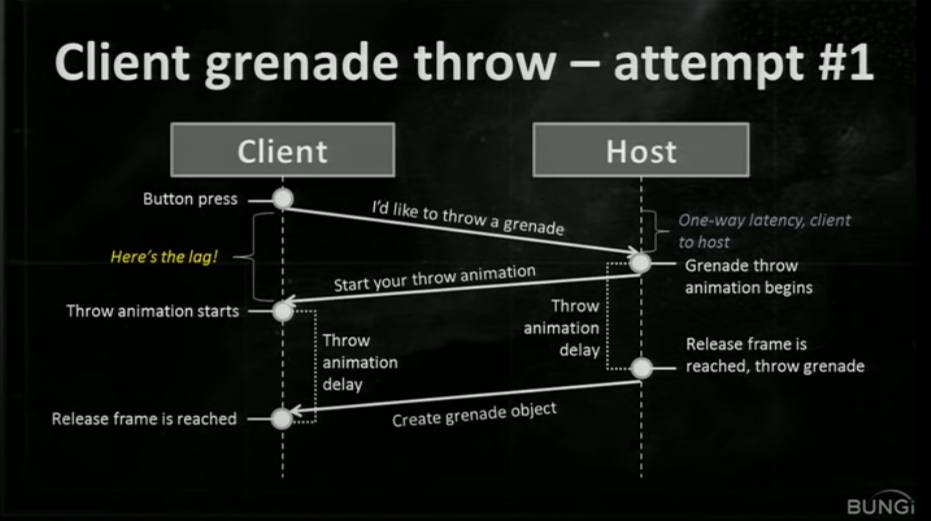 Client grenade throw – attempt #1
Client
Host
Button press
I'd like to throw a grenade
One-way latency, client
to host
Here's the lag!
Grenade throw
animation begins
Start your throw animation
Throw animation starts
Throw
animation
delay
Throw
animation
delay
Release frame is
reached, throw grenade
Release frame is reached
Create grenade object
BUNGiE